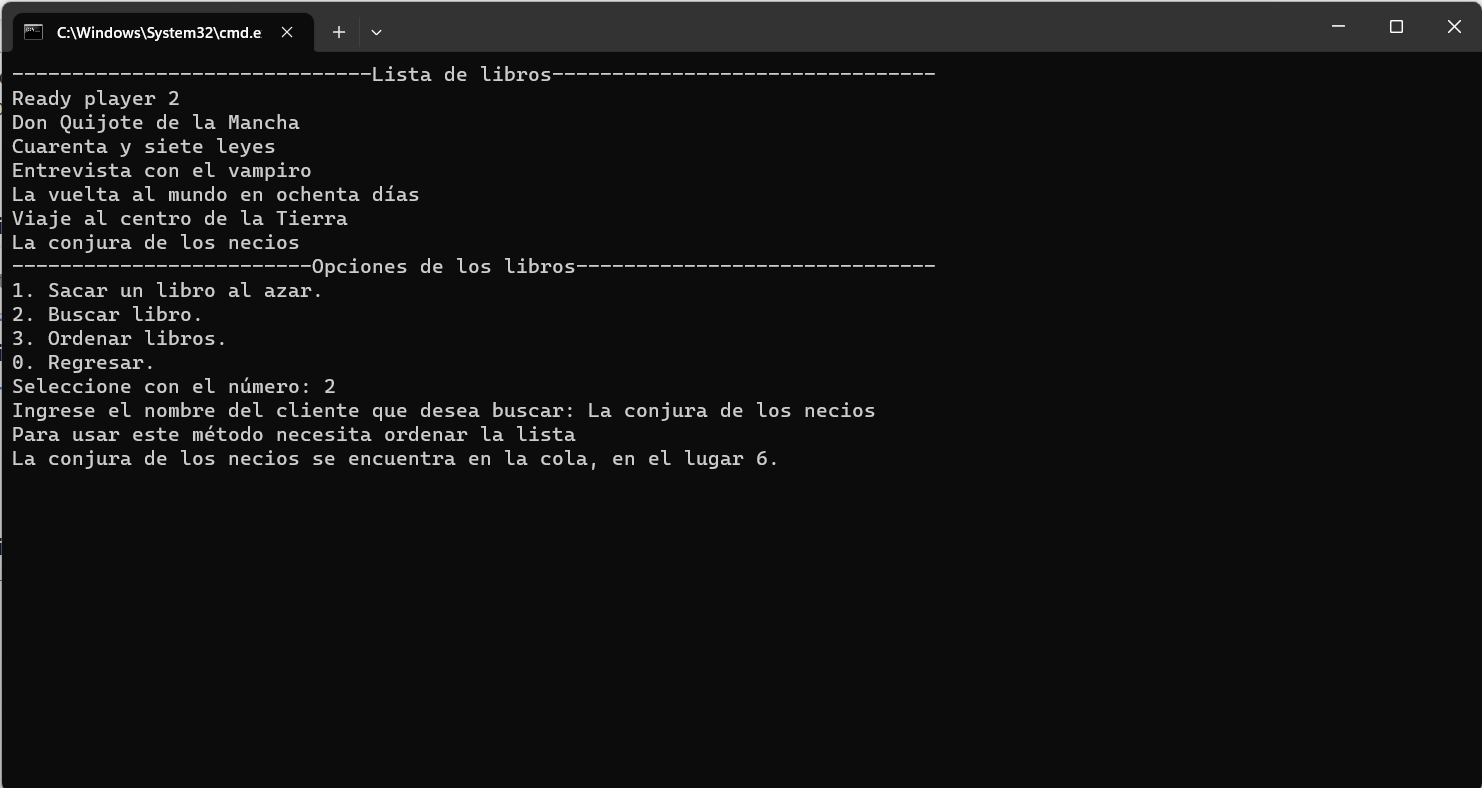 C:\Windows\System32\cmd.e
------------------------------Lista de libros--------------------------------
Ready player 2
Don Quijote de la Mancha
Cuarenta y siete leyes
Entrevista con el vampiro
La vuelta al mundo en ochenta días
Viaje al centro de la Tierra
La conjura de los necios
-------------------------Opciones de los libros------------------------------
1. Sacar un libro al azar.
2. Buscar libro.
3. Ordenar libros.
0. Regresar.
Seleccione con el número: 2
Ingrese el nombre del cliente que desea buscar: La conjura de los necios
Para usar este método necesita ordenar la lista
La conjura de los necios se encuentra en la cola, en el lugar 6.